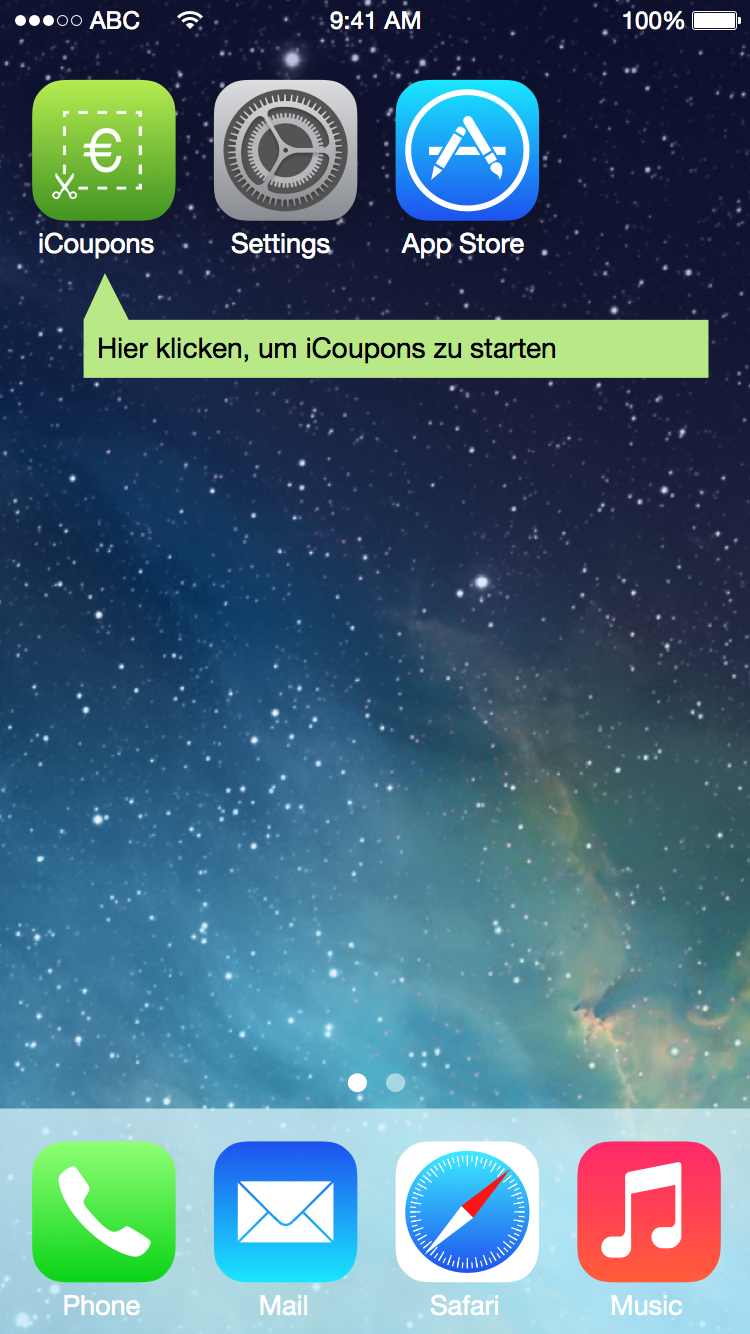 ABC 9:41 AM 100%
€
iCoupons Settings App Store
Hier klicken, um iCoupons zu starten
Phone Mail Safari Music